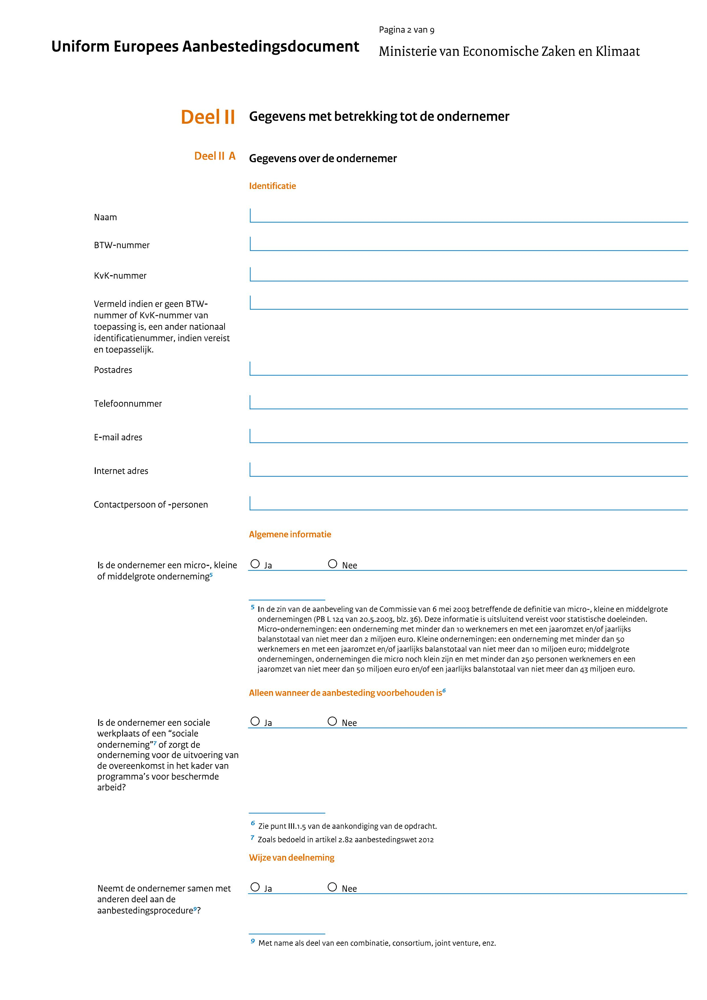 Pagina 2 van 9
Uniform Europees Aanbestedingsdocument
Ministerie van Economische Zaken en Klimaat
Deel II Gegevens met betrekking tot de ondernemer
Deel II A Gegevens over de ondernemer
Identificatie
Naam
BTW-nummer
KvK-nummer
Vermeld indien er geen BTW-
nummer of KvK-nummer van
toepassing is, een ander nationaal
identificatienummer, indien vereist
en toepasselijk.
Postadres
Telefoonnummer
E-mail adres
Internet adres
Contactpersoon of -personen
Algemene informatie
Is de ondernemer een micro-, kleine
of middelgrote onderneming5
Ja Nee
5 In de zin van de aanbeveling van de Commissie van 6 mei 2003 betreffende de definitie van micro-, kleine en middelgrote
ondernemingen (PB L 124 van 20.5.2003, blz. 36). Deze informatie is uitsluitend vereist voor statistische doeleinden.
Micro-ondernemingen: een onderneming met minder dan 10 werknemers en met een jaaromzet en/of jaarlijks
balanstotaal van niet meer dan 2 miljoen euro. Kleine ondernemingen: een onderneming met minder dan 50
werknemers en met een jaaromzet en/of jaarlijks balanstotaal van niet meer dan 10 miljoen euro; middelgrote
ondernemingen, ondernemingen die micro noch klein zijn en met minder dan 250 personen werknemers en een
jaaromzet van niet meer dan 50 miljoen euro en/of een jaarlijks balanstotaal van niet meer dan 43 miljoen euro.
Alleen wanneer de aanbesteding voorbehouden is6
Is de ondernemer een sociale
werkplaats of een “sociale
onderneming”7 of zorgt de
onderneming voor de uitvoering van
de overeenkomst in het kader van
programma’s voor beschermde
arbeid?
Ja Nee
6 Zie punt III.1.5 van de aankondiging van de opdracht.
7 Zoals bedoeld in artikel 2.82 aanbestedingswet 2012
Wijze van deelneming
Neemt de ondernemer samen met
anderen deel aan de
aanbestedingsprocedure9?
Ja Nee
9 Met name als deel van een combinatie, consortium, joint venture, enz.